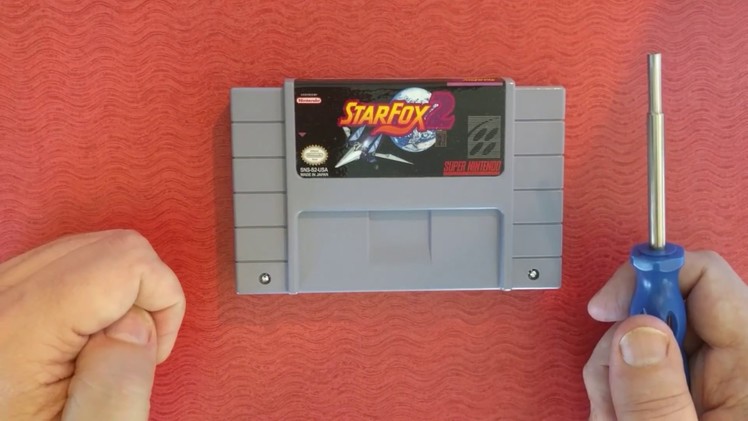 Nintendo
STARFOX 2
SNS-S2-USA
MADE IN JAPAN
SUPER NINTENDO